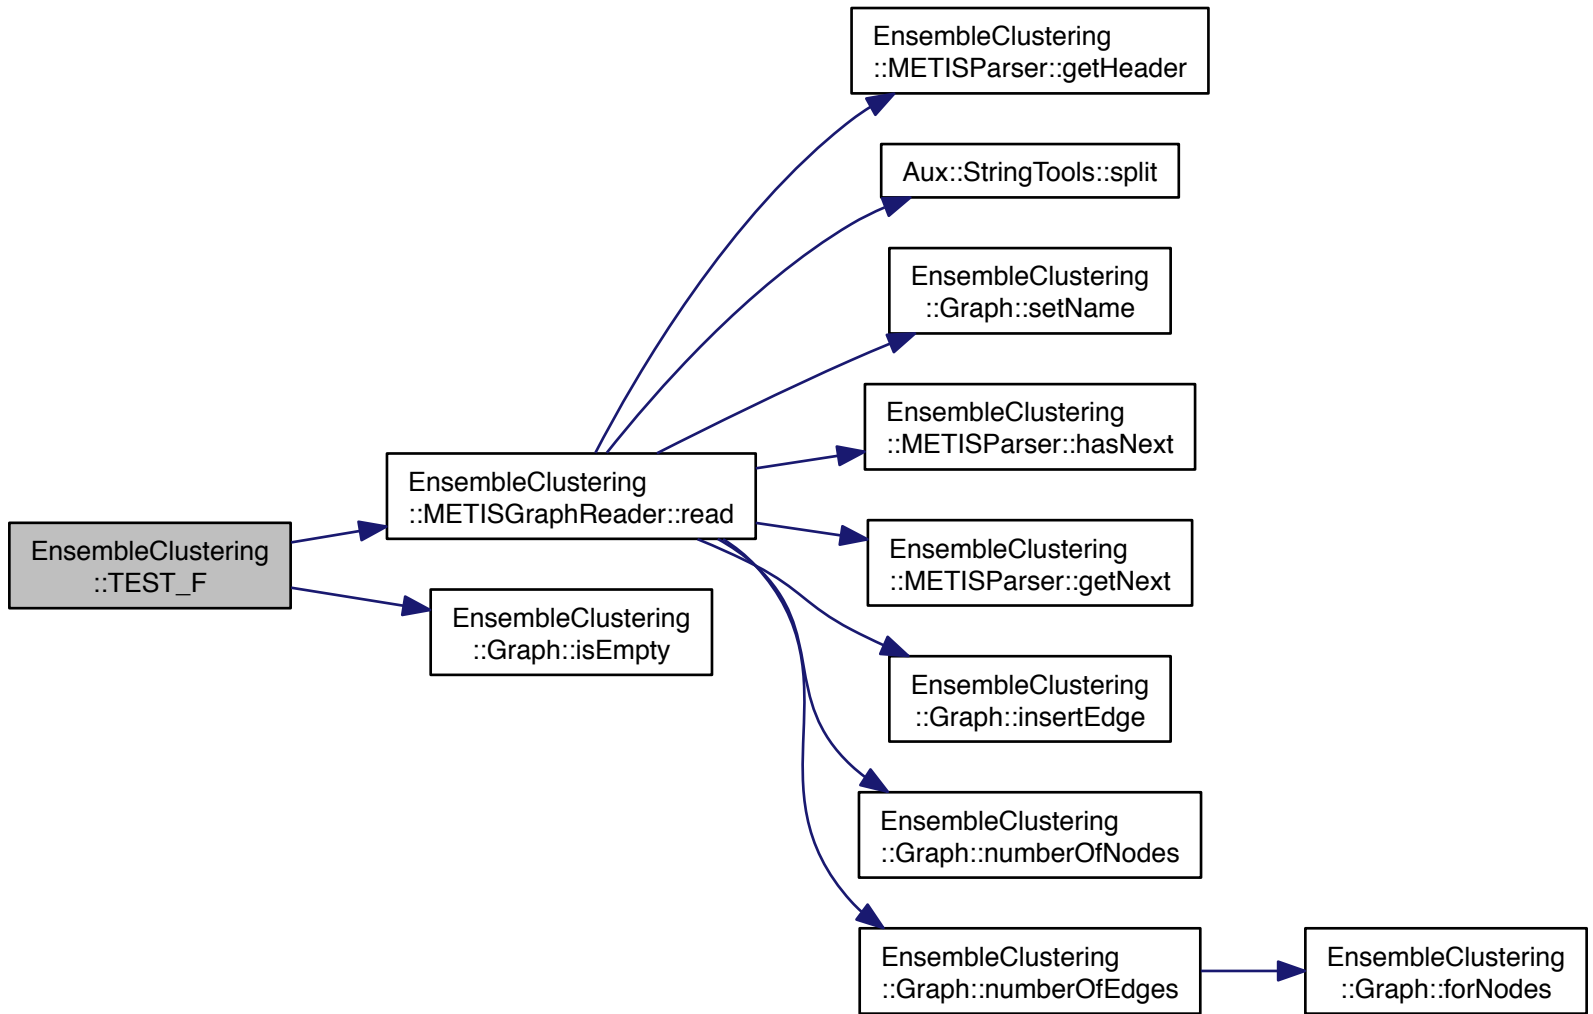 EnsembleClustering
::METISParser::getHeader
Aux::StringTools::split
EnsembleClustering
::Graph::setName
EnsembleClustering
::METISParser::hasNext
EnsembleClustering
::METISGraphReader::read
EnsembleClustering
::TEST_F
EnsembleClustering
::METISParser::getNext
EnsembleClustering
::Graph::isEmpty
EnsembleClustering
::Graph::insertEdge
EnsembleClustering
::Graph::numberOfNodes
EnsembleClustering
::Graph::numberOfEdges
EnsembleClustering
::Graph::forNodes